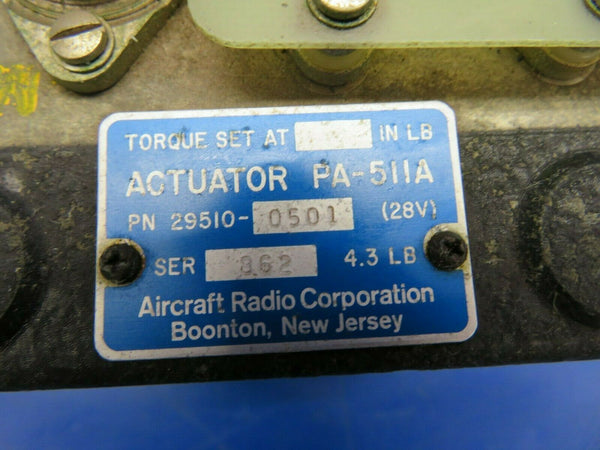 TORQUE SET AT IN LB
ACTUATOR PA-511A
PN 29510-0501 (28V)
SER 862 4.3 LB
Aircraft Radio Corporation
Boonton, New Jersey